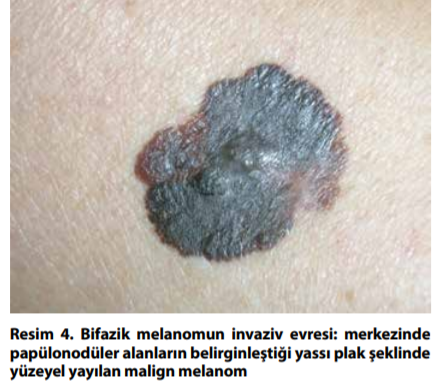 Resim 4. Bifazik melanomun invaziv evresi: merkezinde
papülonodüler alanların belirginleştiği yassı plak şeklinde
yüzeyel yayılan malign melanom